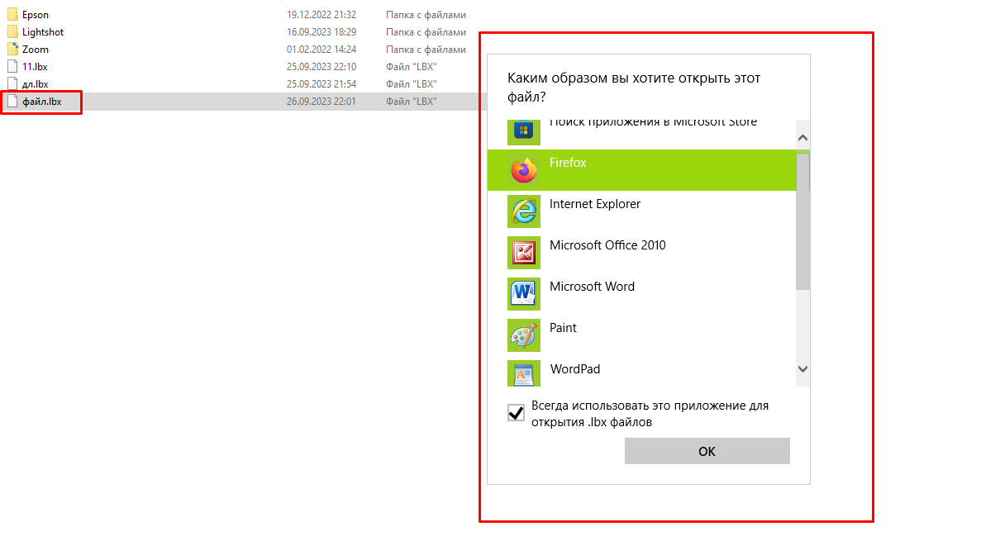 Epson 19.12.2022 21:32 Папка с файлами
Lightshot 16.09.2023 18:29 Папка с файлами
Zoom 01.02.2022 14:24 Папка с файлами
11.lbx 25.09.2023 22:10 Файл "LBX"
дл.lbx 25.09.2023 21:54 Файл "LBX"
файл.lbx 26.09.2023 22:01 Файл "LBX"
Каким образом вы хотите открыть этот
файл?
Поиск приложения в Microsoft Store
Firefox
Internet Explorer
Microsoft Office 2010
Microsoft Word
Paint
WordPad
Всегда использовать это приложение для
открытия .lbx файлов
ОК